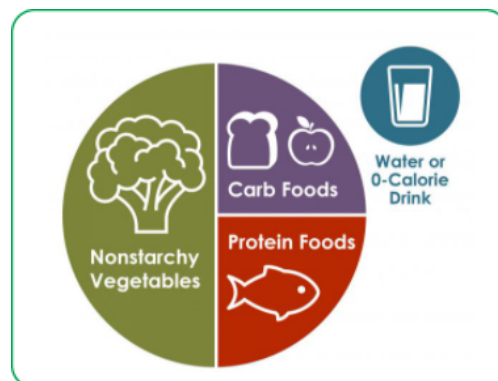 Nonstarchy
Vegetables
Carb Foods
Protein Foods
Water or
0-Calorie
Drink